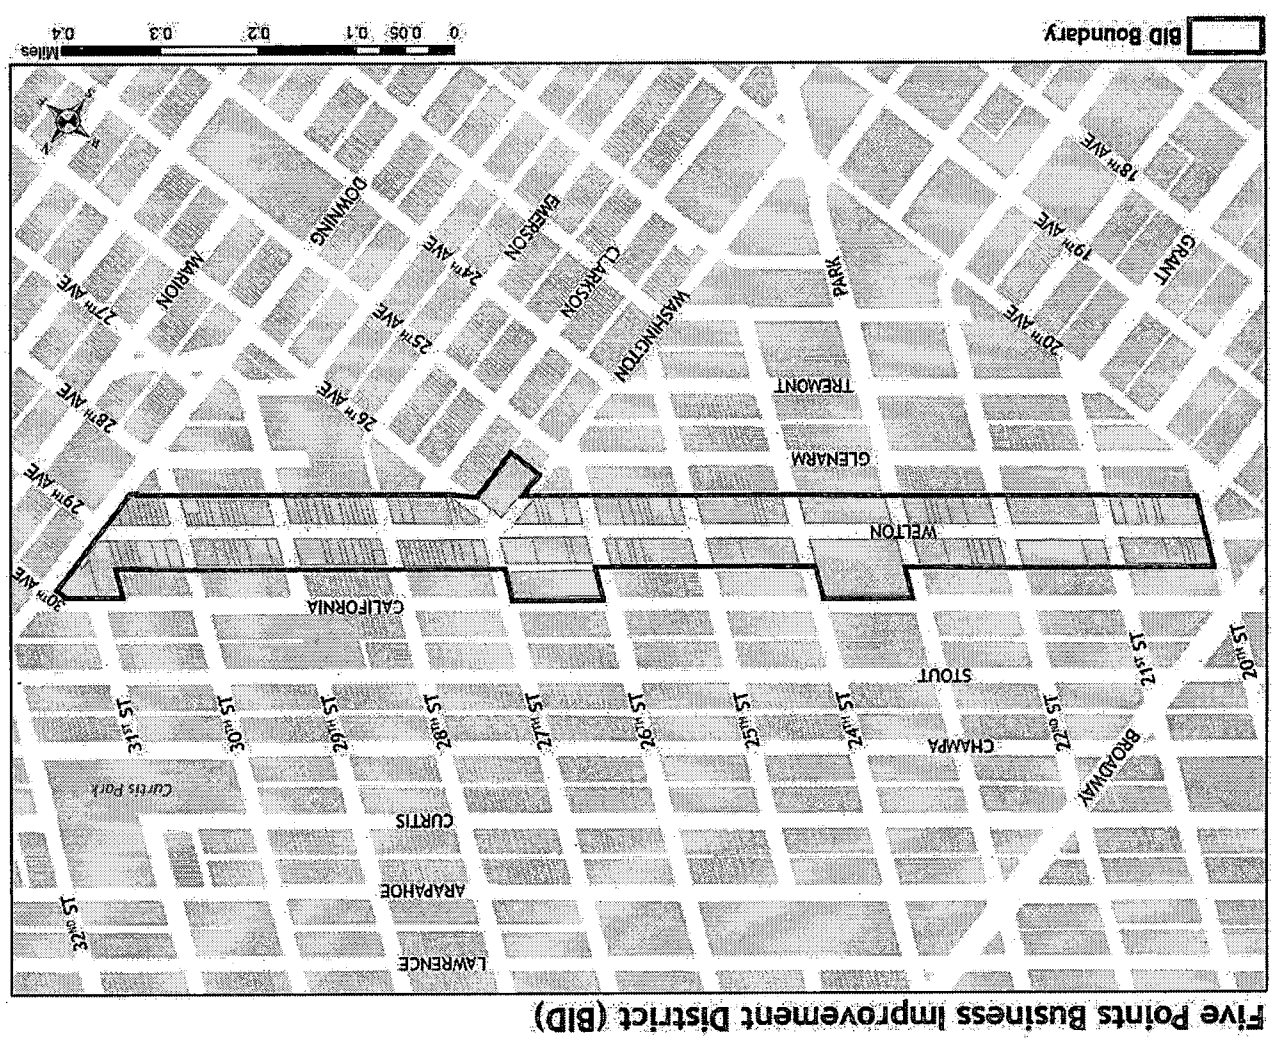 Five Points Business Improvement District (BID)
LAWRENCE
32ND ST
ARAPAHOE
CURTIS
Curtis Park
BROADWAY
CHAMPA
22ND ST
24TH ST
25TH ST
26TH ST
27TH ST
28TH ST
29TH ST
30TH ST
31ST ST
20TH ST
21ST ST
STOUT
CALIFORNIA
30TH AVE
WELTON
29TH AVE
GLENARM
28TH AVE
26TH AVE
TREMONT
WASHINGTON
20TH AVE
25TH AVE
27TH AVE
CLARKSON
MARION
PARK
GRANT
24TH AVE
EMERSON
19TH AVE
DOWNING
18TH AVE
N
E
S
W
BID Boundary
0 0.05 0.1 0.2 0.3 0.4
Miles